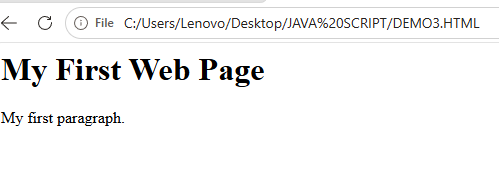 File C:/Users/Lenovo/Desktop/JAVA%20SCRIPT/DEMO3.HTML
My First Web Page
My first paragraph.